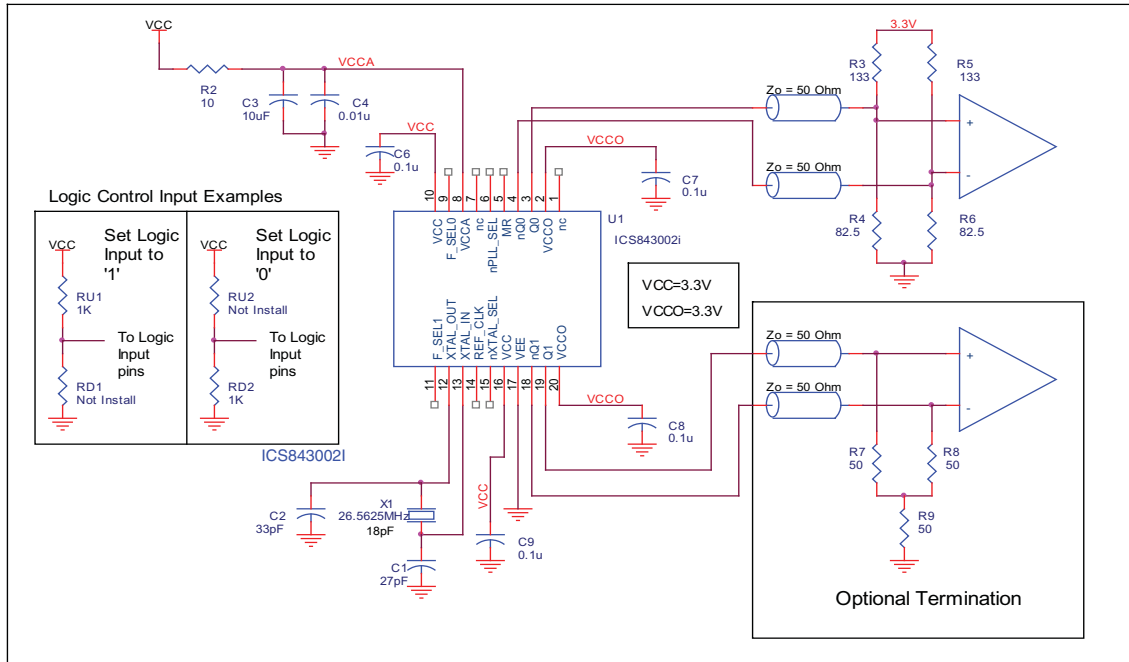 VCC
R2
10
VCCA
C3
10uF
C4
0.01u
VCC
C6
0.1u
VCCO
C7
0.1u
Zo = 50 Ohm
Zo = 50 Ohm
3.3V
R3
133
R5
133
+
-
R4
82.5
R6
82.5
Logic Control Input Examples
VCC
Set Logic
Input to
'1'
RU1
1K
To Logic
Input
pins
RD1
Not Install
VCC
Set Logic
Input to
'0'
RU2
Not Install
To Logic
Input
pins
RD2
1K
ICS843002I
10
9
8
7
6
5
4
3
2
1
VCC
F_SEL0
VCCA
nc
nPLL_SEL
MR
nQ0
Q0
VCCO
nc
U1
ICS843002i
F_SEL1
XTAL_OUT
XTAL_IN
REF_CLK
nXTAL_SEL
VCC
VEE
nQ1
Q1
VCCO
11
12
13
14
15
16
17
18
19
20
VCC=3.3V
VCCO=3.3V
VCCO
C8
0.1u
C2
33pF
X1
26.5625MHz
18pF
C1
27pF
VCC
C9
0.1u
Zo = 50 Ohm
Zo = 50 Ohm
+
-
R7
50
R8
50
R9
50
Optional Termination